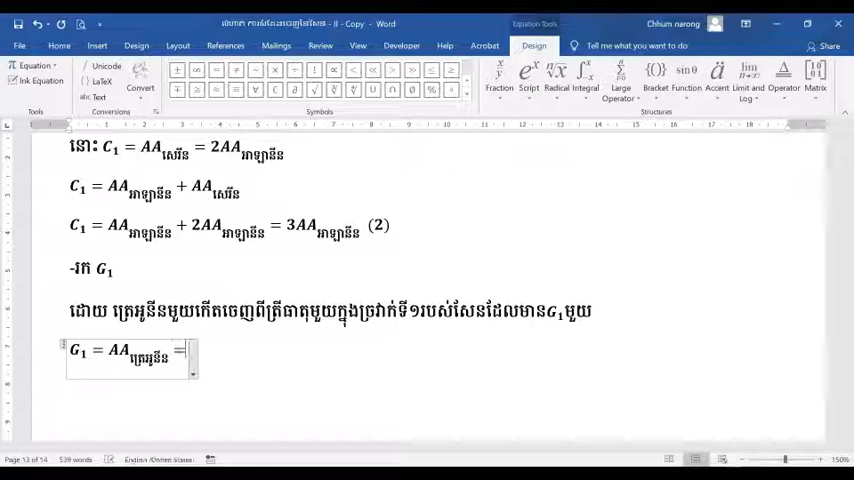 លំហាត់ ការសំដែងចេញនៃសែន - II - Copy - Word
Equation Tools
Chhum narong
File Home Insert Draw Design Layout References Mailings Review View Developer Help Acrobat Design Tell me what you want to do Share
π Equation / Unicode
Ink Equation LaTeX Convert
abc Text
± ∞ = ≠ ~ × ÷ ! ∝ < ≪ > ≫ ≤ ≥
∓ ≅ ≈ ≡ ∀ ∁ ∂ √ ∛ ∜ ∪ ∩ ∅ % °
Fraction Script Radical Integral Large Operator Bracket Function Accent Limit and Log Operator Matrix
Tools Conversions Symbols Structures
នោះ C₁ = AAសេរីន = 2AAអាឡានីន
C₁ = AAអាឡានីន + AAសេរីន
C₁ = AAអាឡានីន + 2AAអាឡានីន = 3AAអាឡានីន (2)
-រក G₁
ដោយ ត្រេអូនីនមួយកើតចេញពីត្រីធាតុមួយក្នុងច្រវាក់ទី១របស់សែនដែលមានG₁មួយ
G₁ = AAត្រេអូនីន =
Page 13 of 14 539 words English (United States) 150%